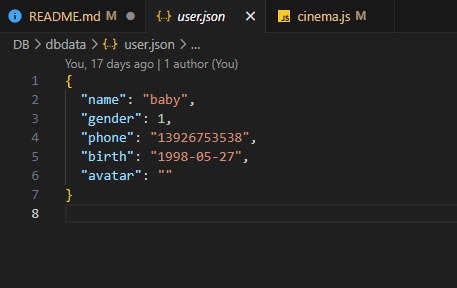 README.md M
user.json
JS cinema.js M
DB > dbdata > {..} user.json > ...
You, 17 days ago | 1 author (You)
1 {
2 "name": "baby",
3 "gender": 1,
4 "phone": "13926753538",
5 "birth": "1998-05-27",
6 "avatar": ""
7 }
8